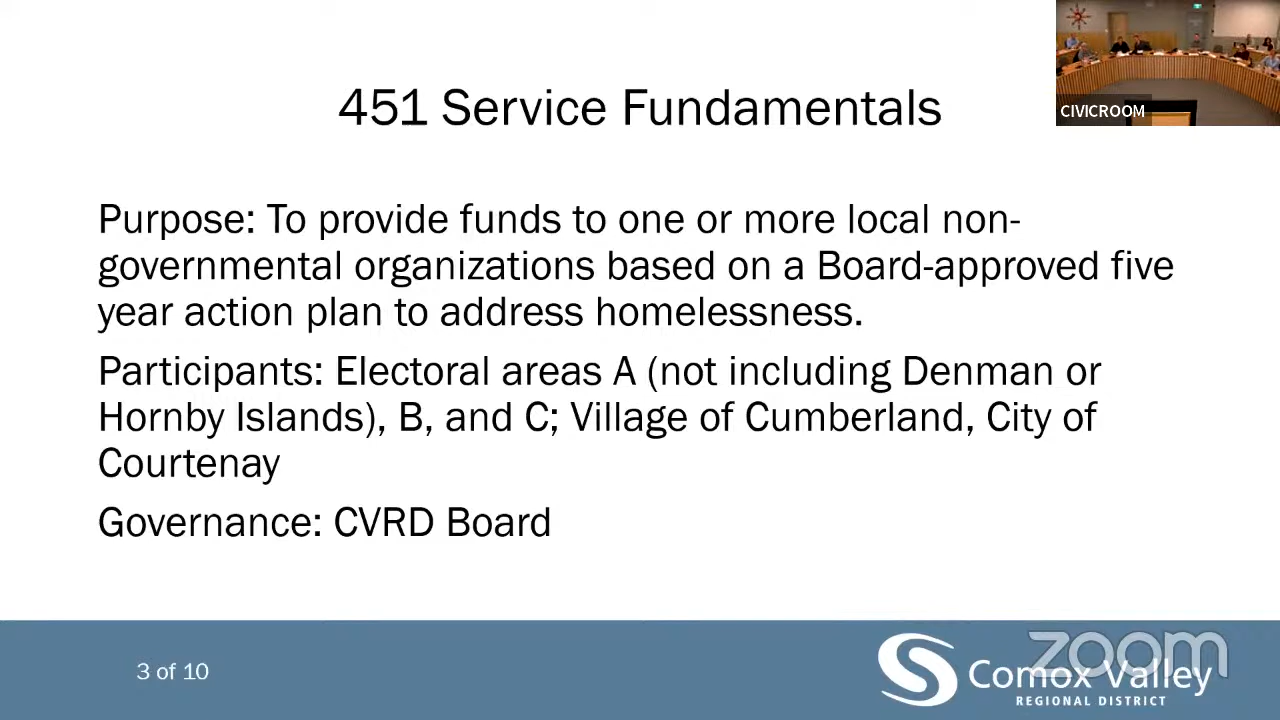 451 Service Fundamentals
CIVICROOM
Purpose: To provide funds to one or more local non-
governmental organizations based on a Board-approved five
year action plan to address homelessness.
Participants: Electoral areas A (not including Denman or
Hornby Islands), B, and C; Village of Cumberland, City of
Courtenay
Governance: CVRD Board
3 of 10
zoom
Comox Valley
REGIONAL DISTRICT